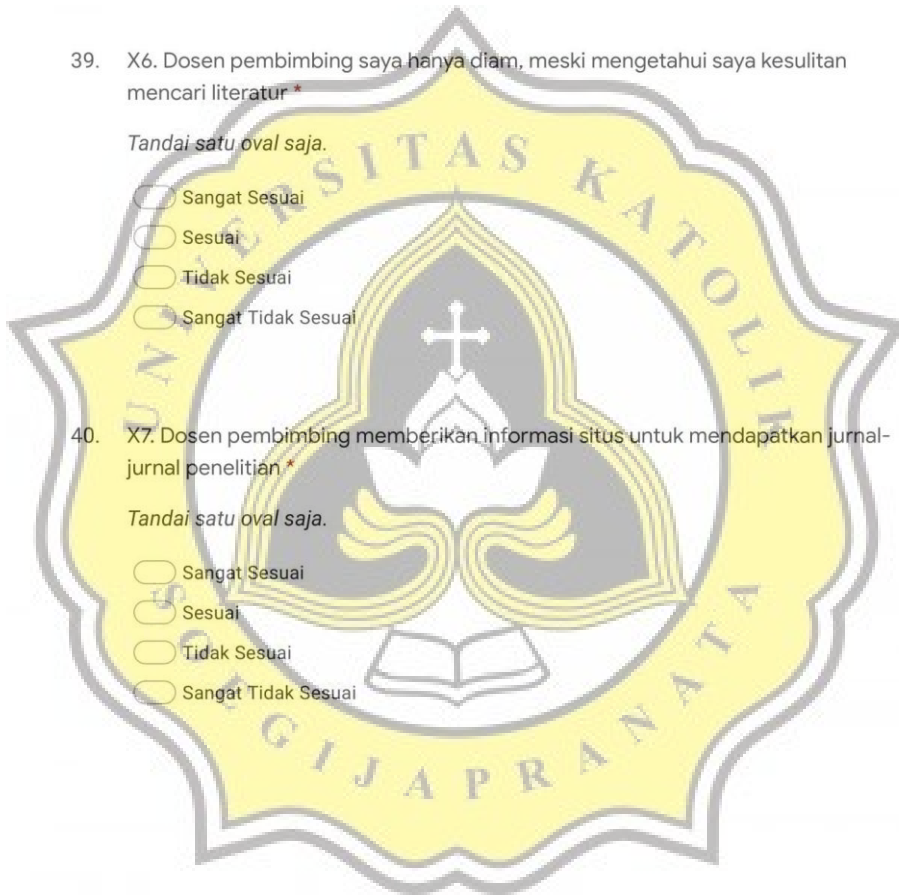 39. X6. Dosen pembimbing saya hanya diam, meski mengetahui saya kesulitan
mencari literatur *
Tandai satu oval saja.
Sangat Sesuai
Sesuai
Tidak Sesuai
Sangat Tidak Sesuai
40. X7. Dosen pembimbing memberikan informasi situs untuk mendapatkan jurnal-
jurnal penelitian *
Tandai satu oval saja.
Sangat Sesuai
Sesuai
Tidak Sesuai
Sangat Tidak Sesuai
UNIVERSITAS KATOLIK
SOEGIJAPRANATA